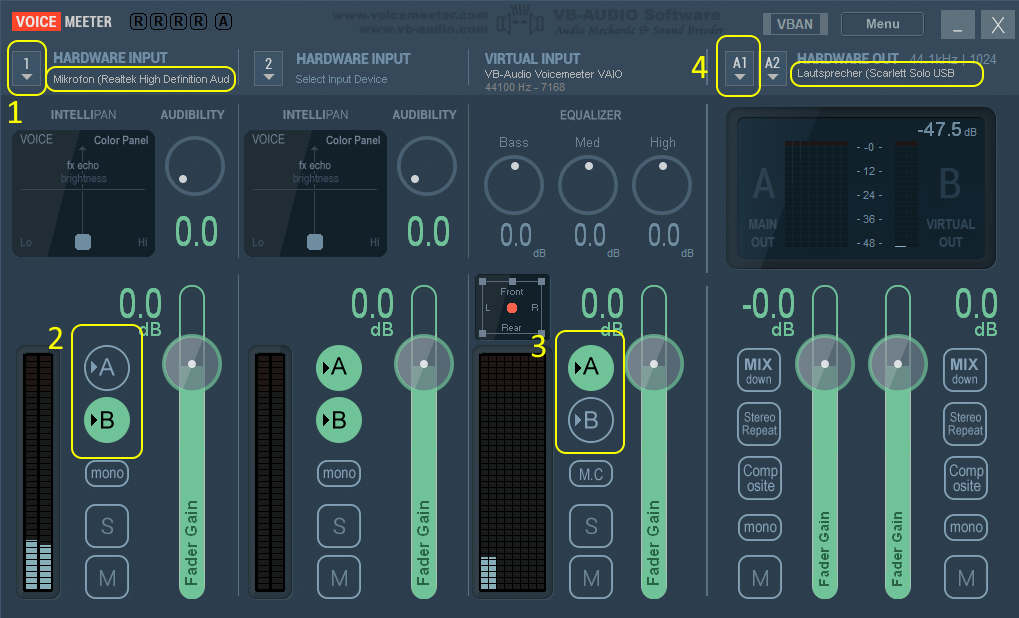 VOICEMEETER R R R R A
www.voicemeeter.com
www.vb-audio.com
VB-AUDIO Software
Audio Mechanic & Sound Breeder
VBAN
Menu
_ X
1
HARDWARE INPUT
Mikrofon (Realtek High Definition Aud
2
HARDWARE INPUT
Select Input Device
VIRTUAL INPUT
VB-Audio Voicemeeter VAIO
44100 Hz - 7168
4
A1 A2
HARDWARE OUT 44.1kHz | 1024
Lautsprecher (Scarlett Solo USB
1
INTELLIPAN AUDIBILITY
VOICE Color Panel
fx echo
brightness
Lo Hi
0.0
INTELLIPAN AUDIBILITY
VOICE Color Panel
fx echo
brightness
Lo Hi
0.0
EQUALIZER
Bass Med High
0.0 0.0 0.0
dB dB dB
-47.5 dB
A B
MAIN OUT
VIRTUAL OUT
-0-
-12-
-24-
-36-
-48-
0.0 dB
2
A
B
mono
S
M
Fader Gain
0.0 dB
A
B
mono
S
M
Fader Gain
Front
L R
Rear
0.0 dB
3
A
B
M.C
S
M
Fader Gain
-0.0 dB
MIX down
Stereo Repeat
Comp osite
mono
M
Fader Gain
Fader Gain
0.0 dB
MIX down
Stereo Repeat
Comp osite
mono
M